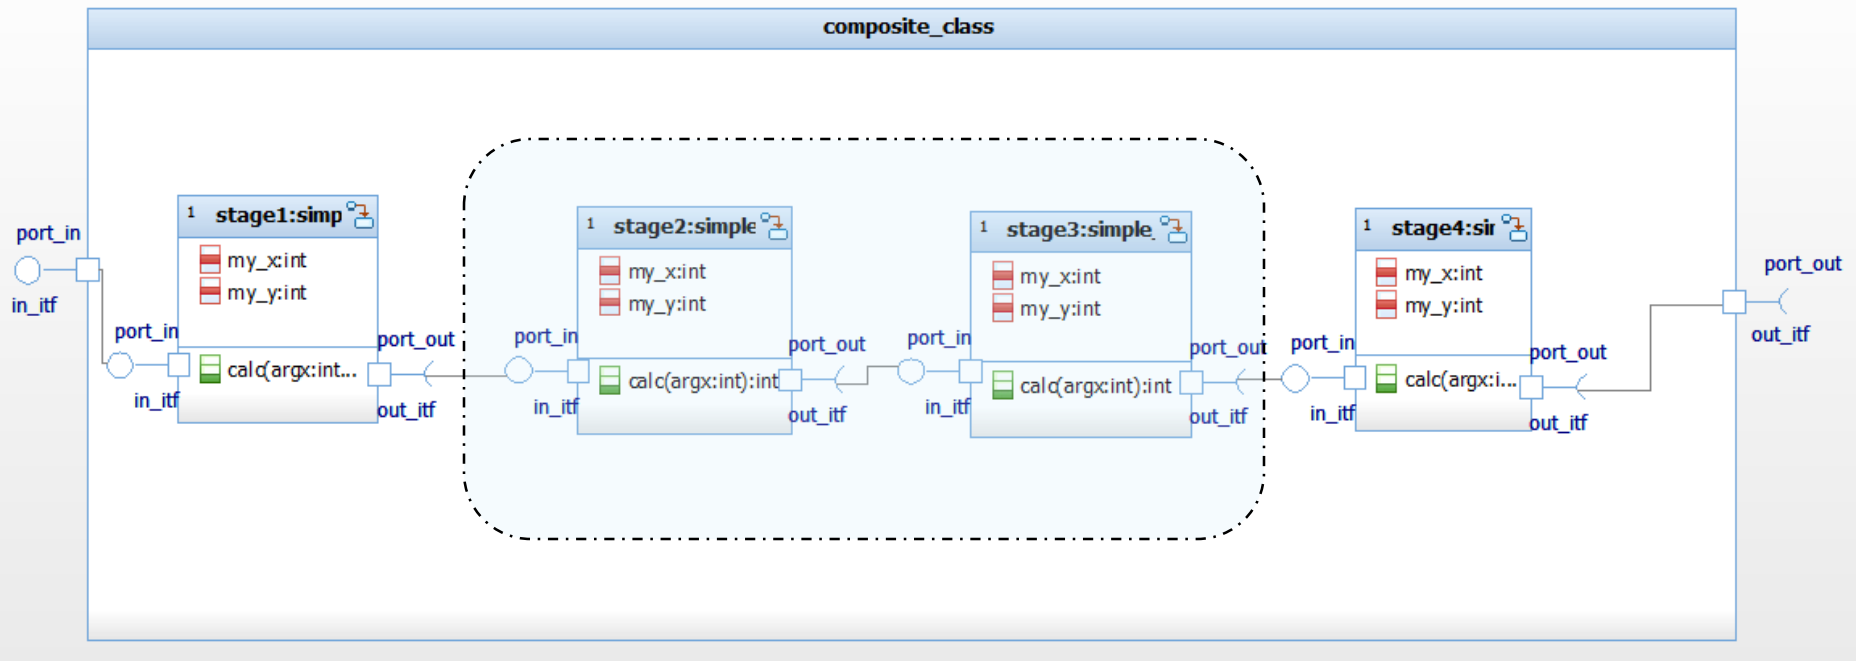 composite_class
port_in
in_itf
1 stage1:simp
my_x:int
my_y:int
port_in
calc(argx:int...
in_itf
port_out
out_itf
1 stage2:simple
my_x:int
my_y:int
port_in
calc(argx:int):int
in_itf
port_out
out_itf
1 stage3:simple_
my_x:int
my_y:int
port_in
calc(argx:int):int
in_itf
port_out
out_itf
1 stage4:sir
my_x:int
my_y:int
port_in
calc(argx:i...
in_itf
port_out
out_itf
port_out
out_itf